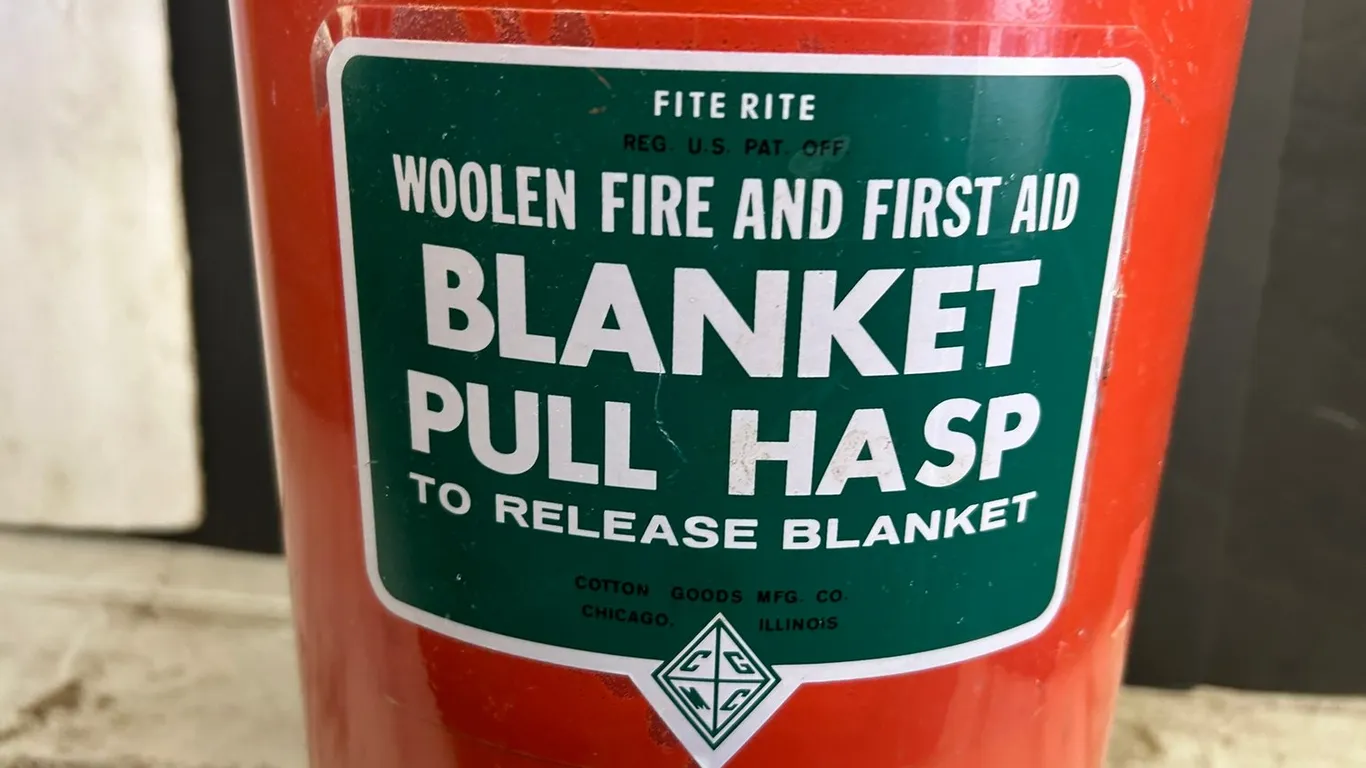 FITE RITE
REG. U.S. PAT. OFF.
WOOLEN FIRE AND FIRST AID
BLANKET
PULL HASP
TO RELEASE BLANKET
COTTON GOODS MFG. CO.
CHICAGO, ILLINOIS
C G
M C